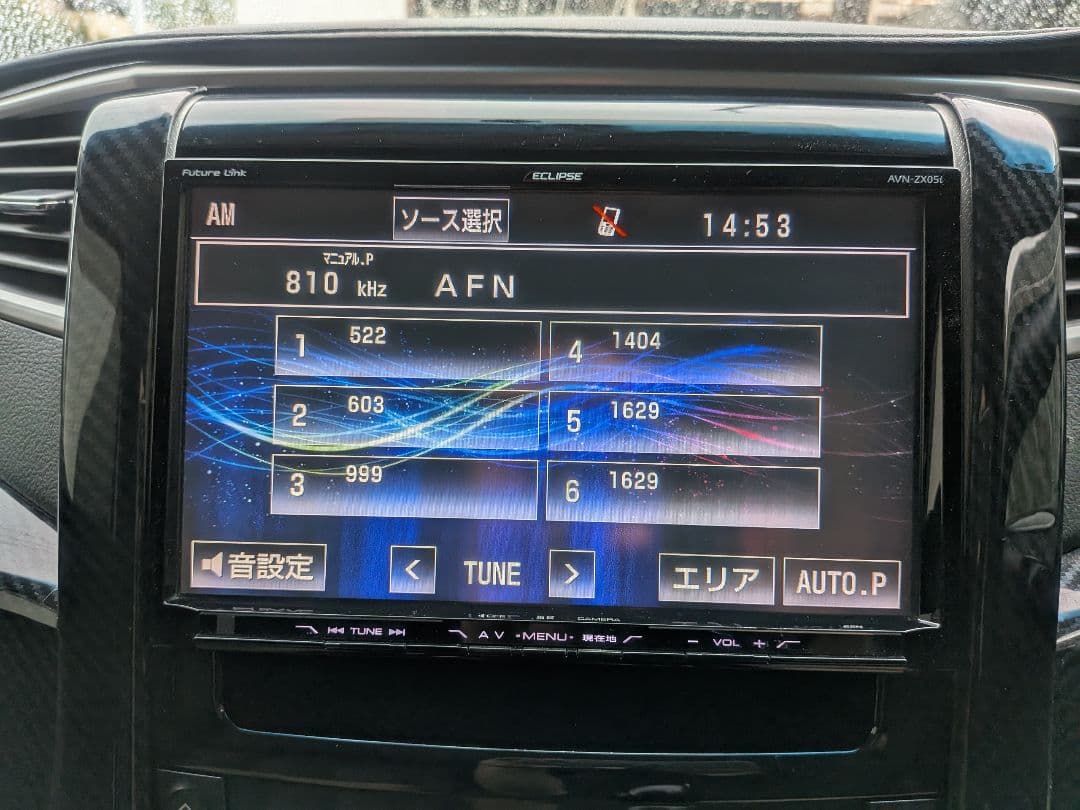 Future Link
ECLIPSE
AVN-ZX05i
AM
ソース選択
14:53
マニュアル.P
810 kHz AFN
1 522
4 1404
2 603
5 1629
3 999
6 1629
音設定
< TUNE >
エリア
AUTO.P
TUNE
AV
MENU
現在地
- VOL +